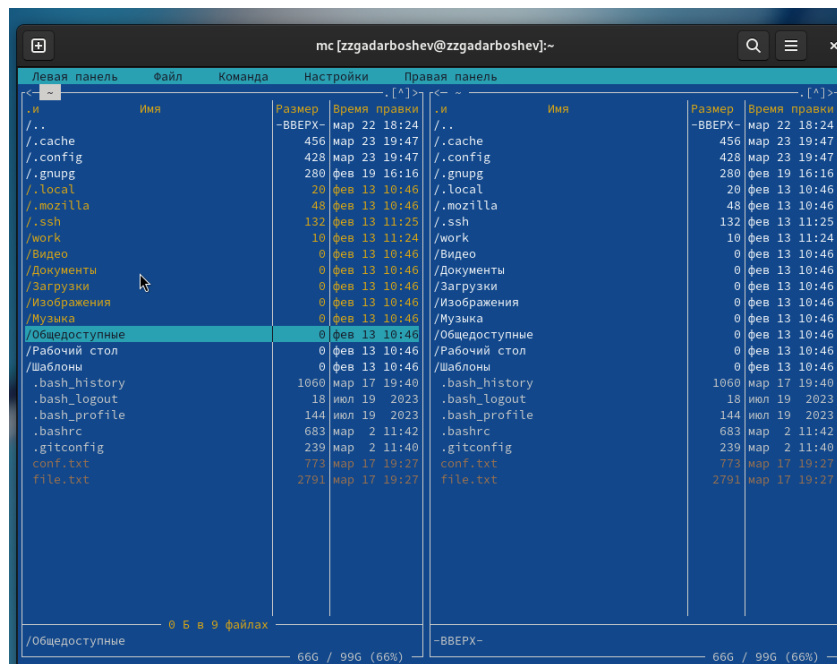 mc [zzgadarboshev@zzgadarboshev]:~
Левая панель Файл Команда Настройки Правая панель
<— ~ .[^]> <— ~ .[^]>
.и Имя Размер Время правки .и Имя Размер Время правки
/.. -ВВЕРХ- мар 22 18:24 /.. -ВВЕРХ- мар 22 18:24
/.cache 456 мар 23 19:47 /.cache 456 мар 23 19:47
/.config 428 мар 23 19:47 /.config 428 мар 23 19:47
/.gnupg 280 фев 19 16:16 /.gnupg 280 фев 19 16:16
/.local 20 фев 13 10:46 /.local 20 фев 13 10:46
/.mozilla 48 фев 13 10:46 /.mozilla 48 фев 13 10:46
/.ssh 132 фев 13 11:25 /.ssh 132 фев 13 11:25
/work 10 фев 13 11:24 /work 10 фев 13 11:24
/Видео 0 фев 13 10:46 /Видео 0 фев 13 10:46
/Документы 0 фев 13 10:46 /Документы 0 фев 13 10:46
/Загрузки 0 фев 13 10:46 /Загрузки 0 фев 13 10:46
/Изображения 0 фев 13 10:46 /Изображения 0 фев 13 10:46
/Музыка 0 фев 13 10:46 /Музыка 0 фев 13 10:46
/Общедоступные 0 фев 13 10:46 /Общедоступные 0 фев 13 10:46
/Рабочий стол 0 фев 13 10:46 /Рабочий стол 0 фев 13 10:46
/Шаблоны 0 фев 13 10:46 /Шаблоны 0 фев 13 10:46
.bash_history 1060 мар 17 19:40 .bash_history 1060 мар 17 19:40
.bash_logout 18 июл 19 2023 .bash_logout 18 июл 19 2023
.bash_profile 144 июл 19 2023 .bash_profile 144 июл 19 2023
.bashrc 683 мар 2 11:42 .bashrc 683 мар 2 11:42
.gitconfig 239 мар 2 11:40 .gitconfig 239 мар 2 11:40
conf.txt 773 мар 17 19:27 conf.txt 773 мар 17 19:27
file.txt 2791 мар 17 19:27 file.txt 2791 мар 17 19:27
0 Б в 9 файлах
/Общедоступные -ВВЕРХ-
66G / 99G (66%) 66G / 99G (66%)